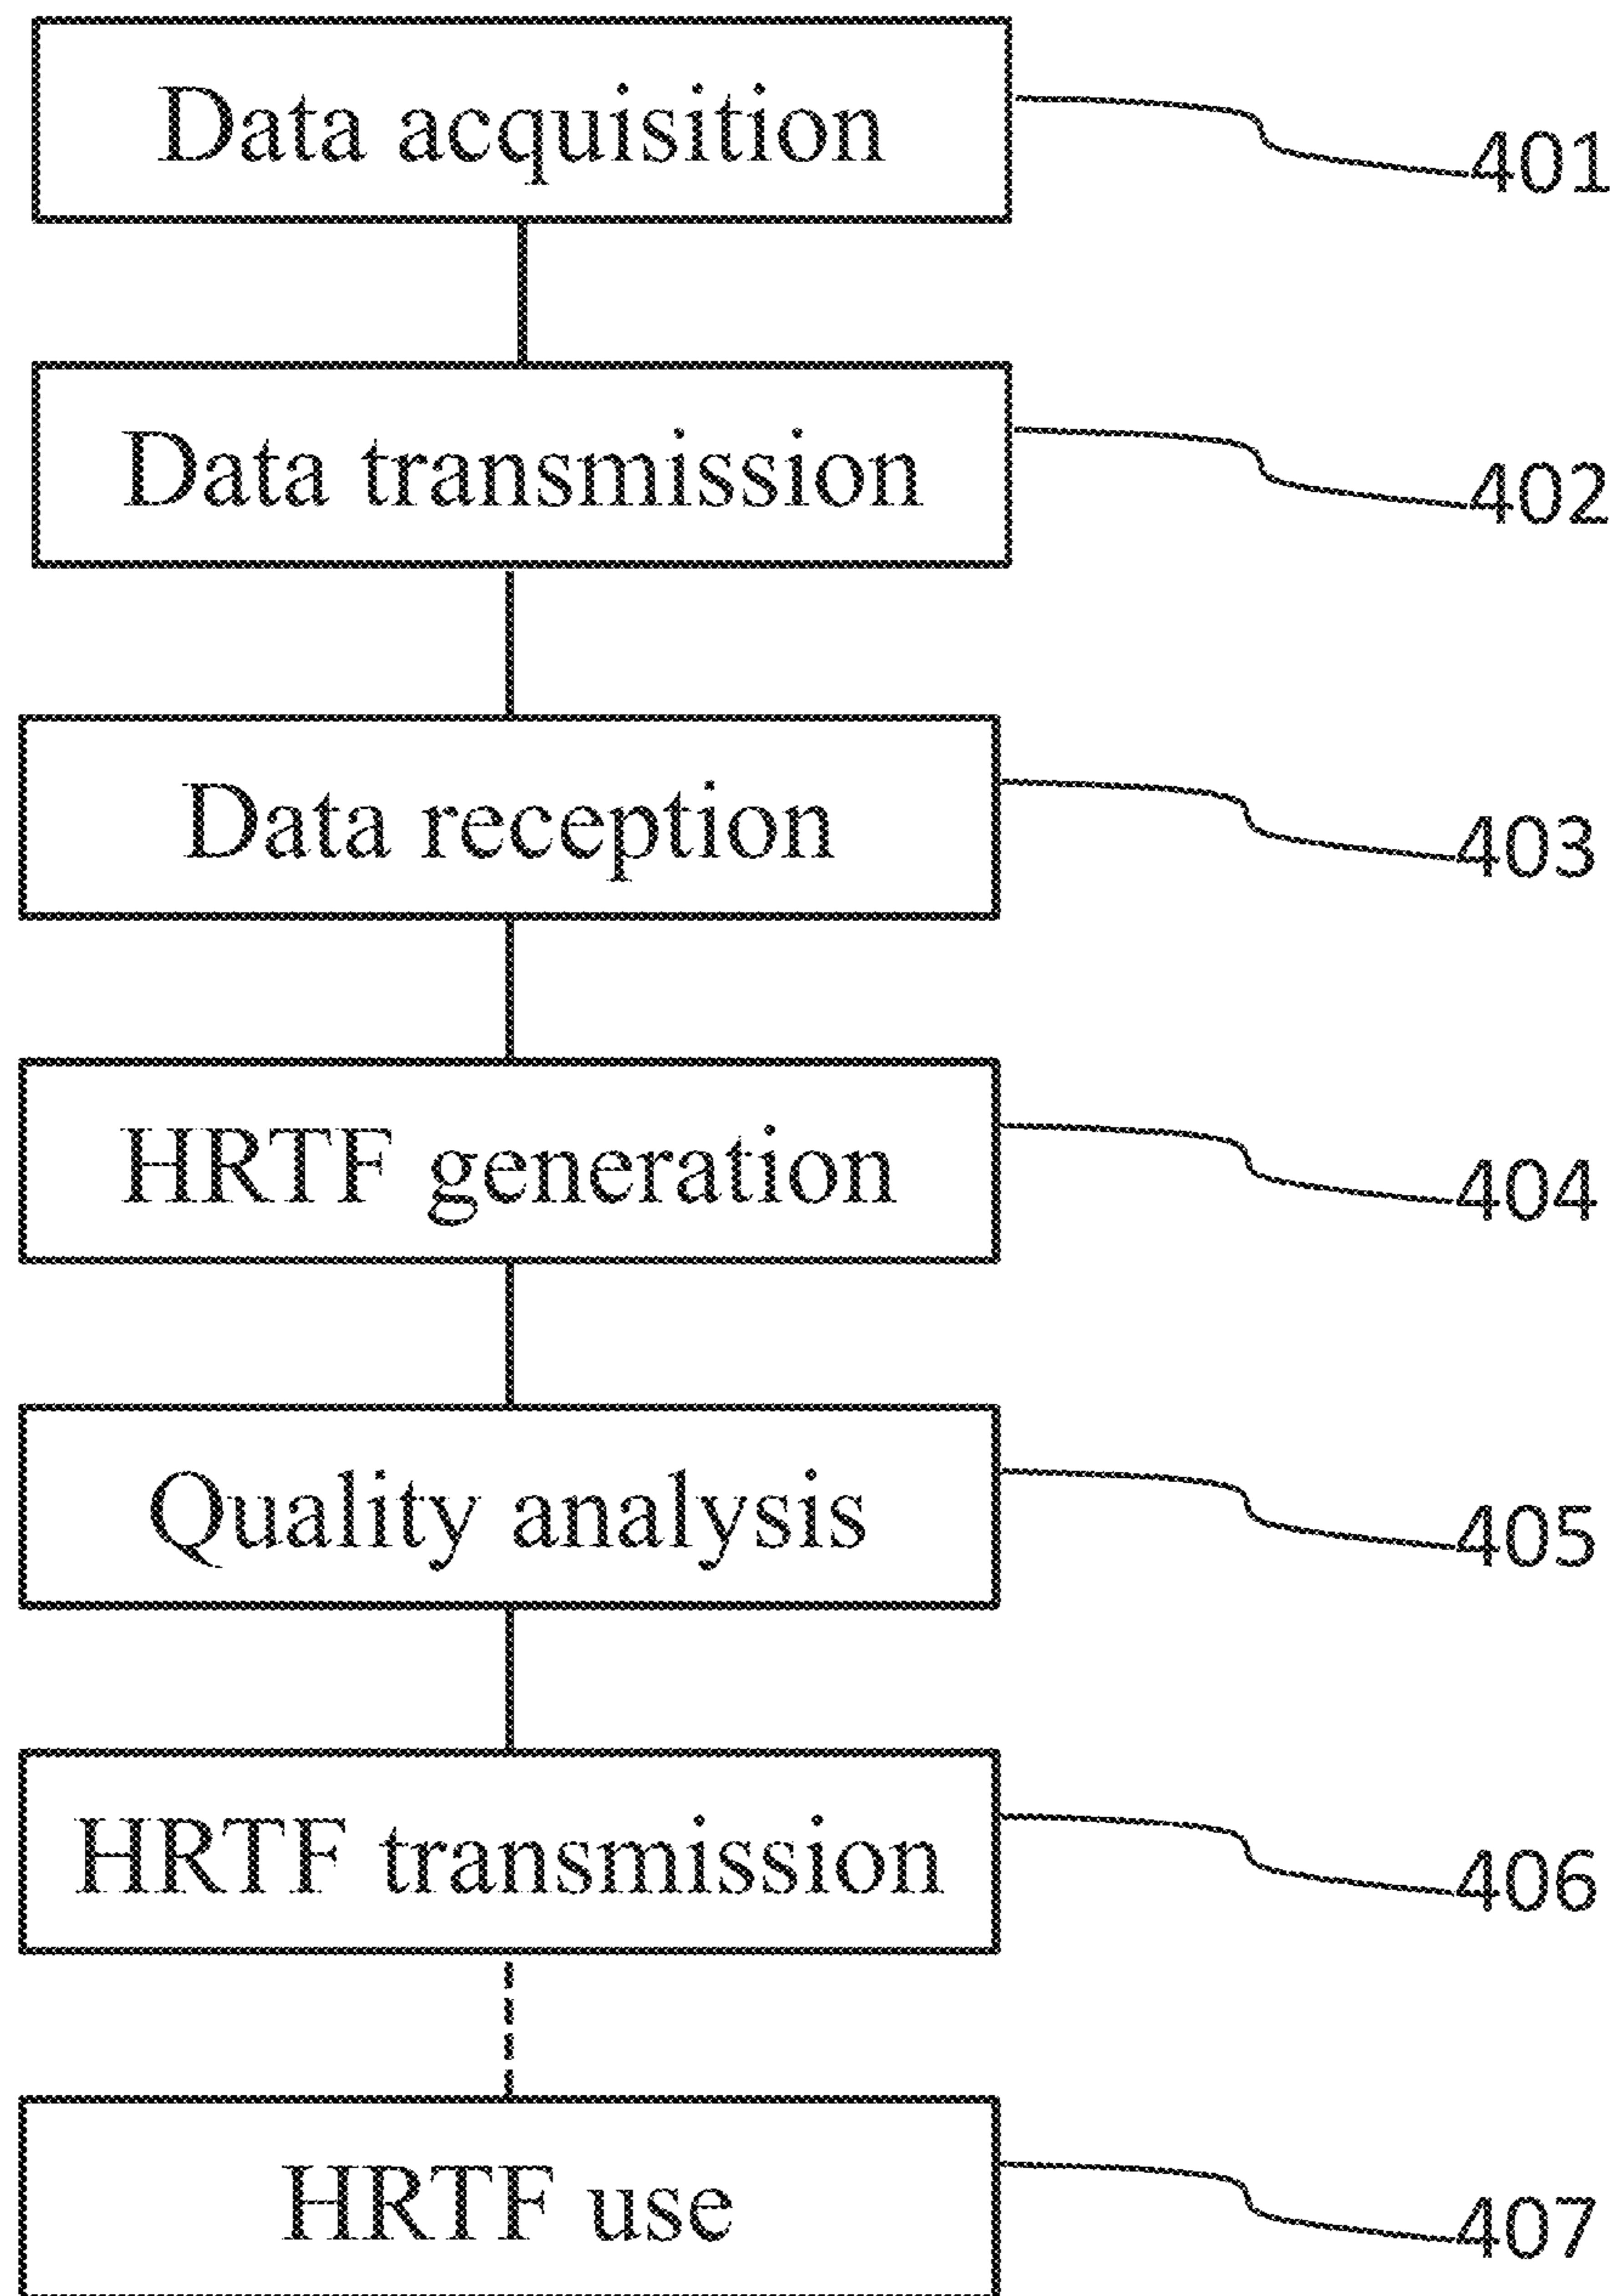 Data acquisition
401
Data transmission
402
Data reception
403
HRTF generation
404
Quality analysis
405
HRTF transmission
406
HRTF use
407